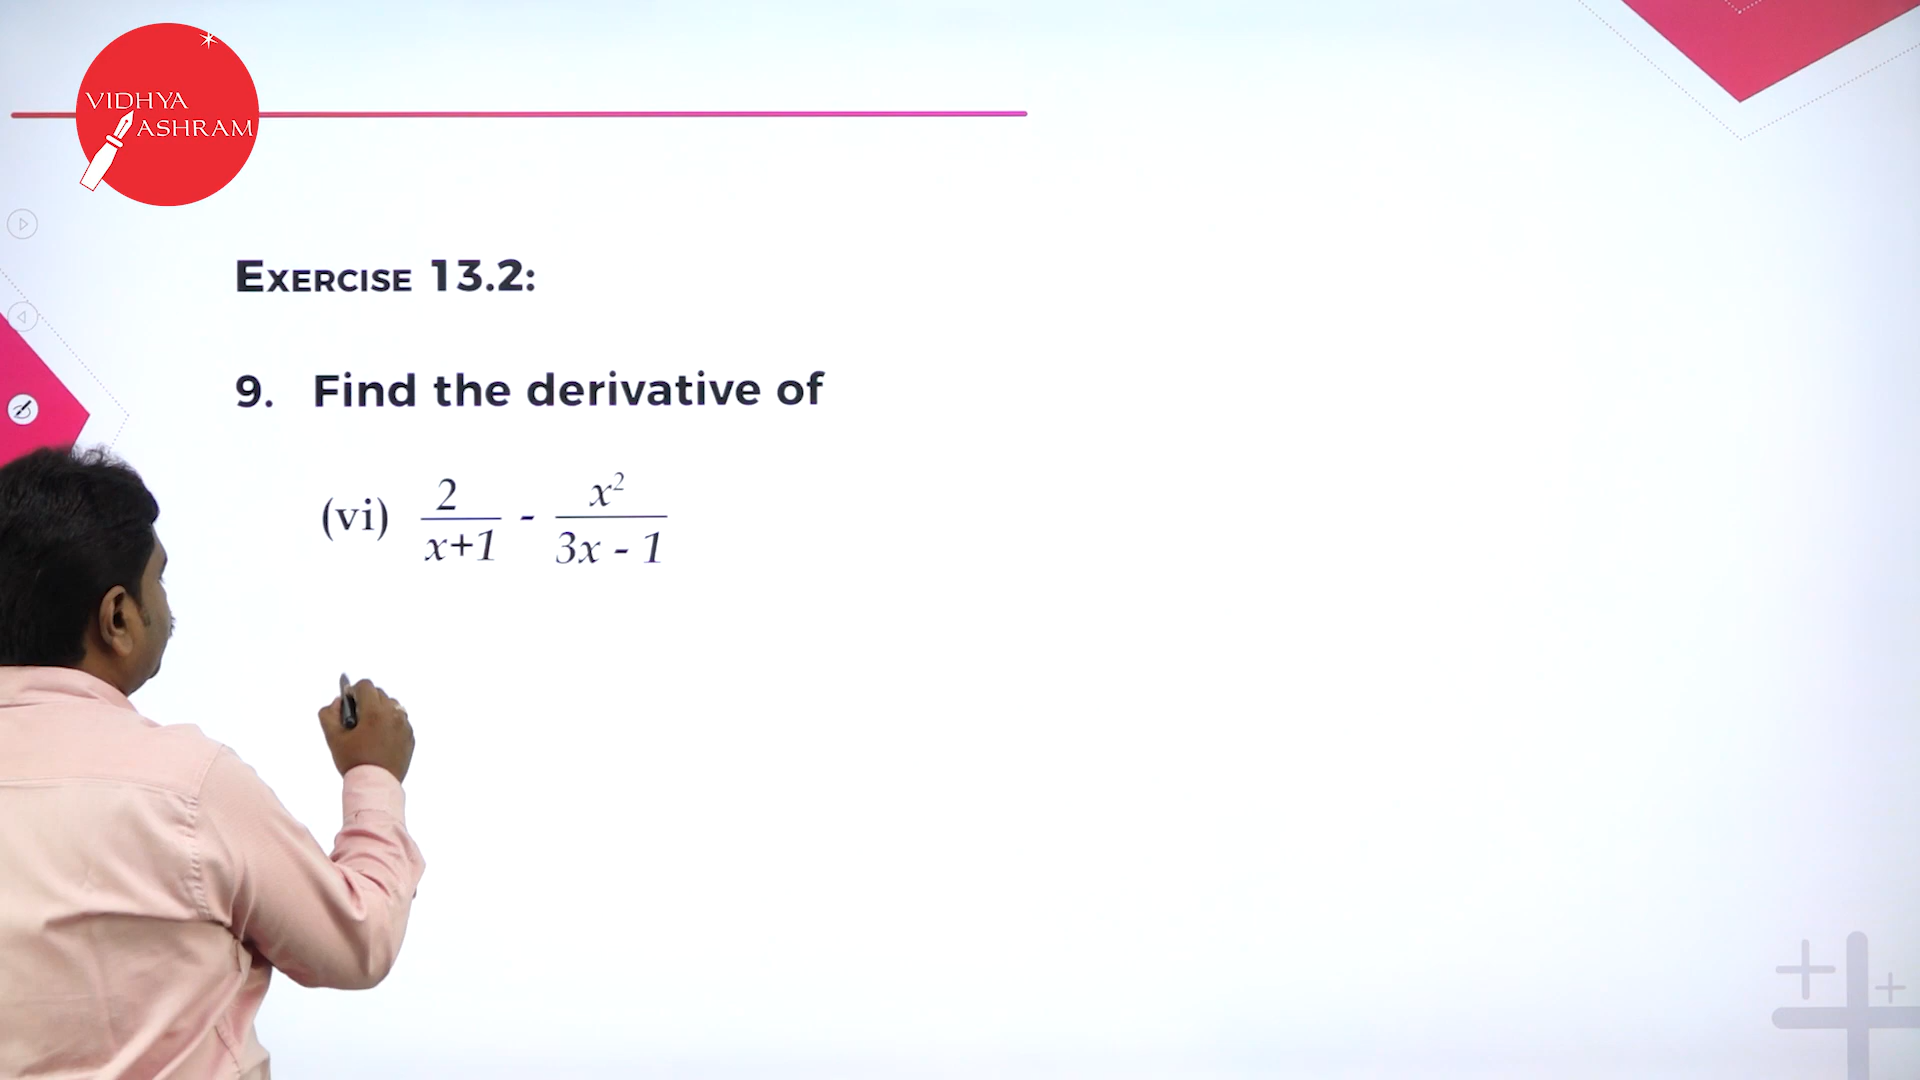 VIDHYA
ASHRAM
EXERCISE 13.2:
9. Find the derivative of
(vi) 2/x+1 - x²/3x - 1